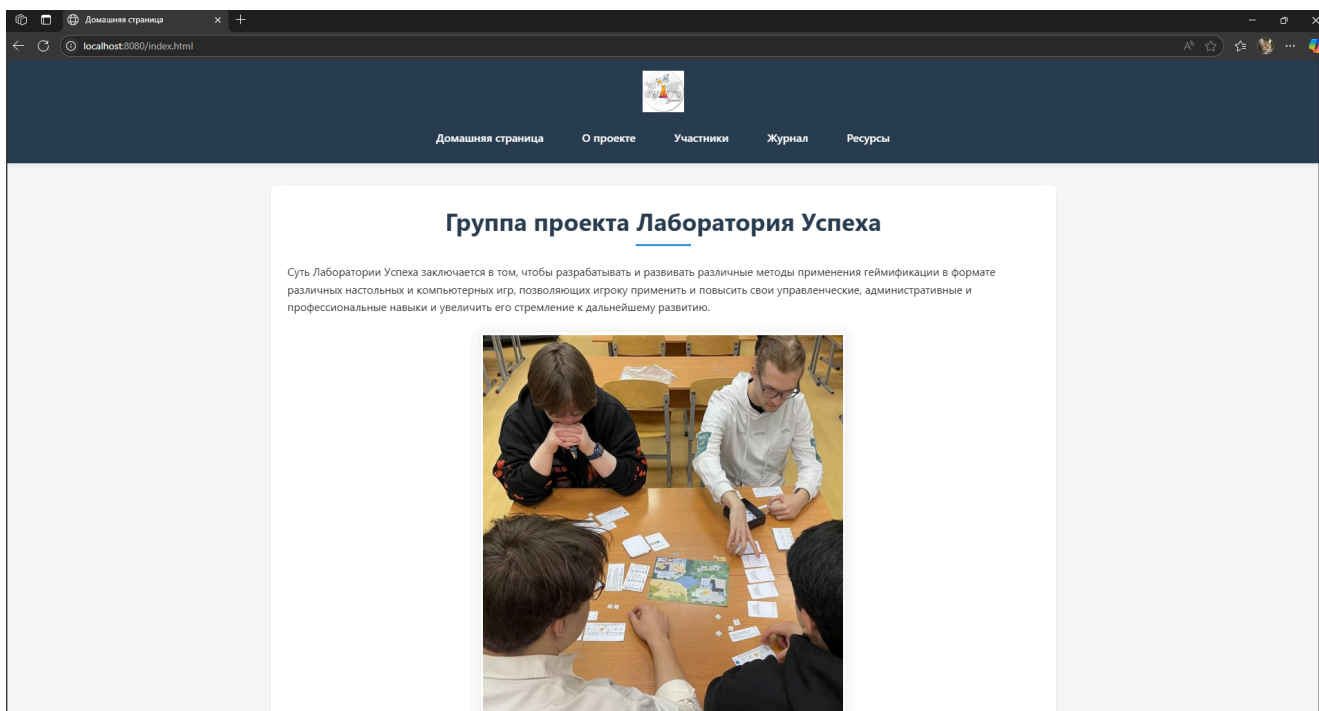 Домашняя страница
localhost:8080/index.html
Домашняя страница О проекте Участники Журнал Ресурсы
Группа проекта Лаборатория Успеха
Суть Лаборатории Успеха заключается в том, чтобы разрабатывать и развивать различные методы применения геймификации в формате
различных настольных и компьютерных игр, позволяющих игроку применить и повысить свои управленческие, административные и
профессиональные навыки и увеличить его стремление к дальнейшему развитию.